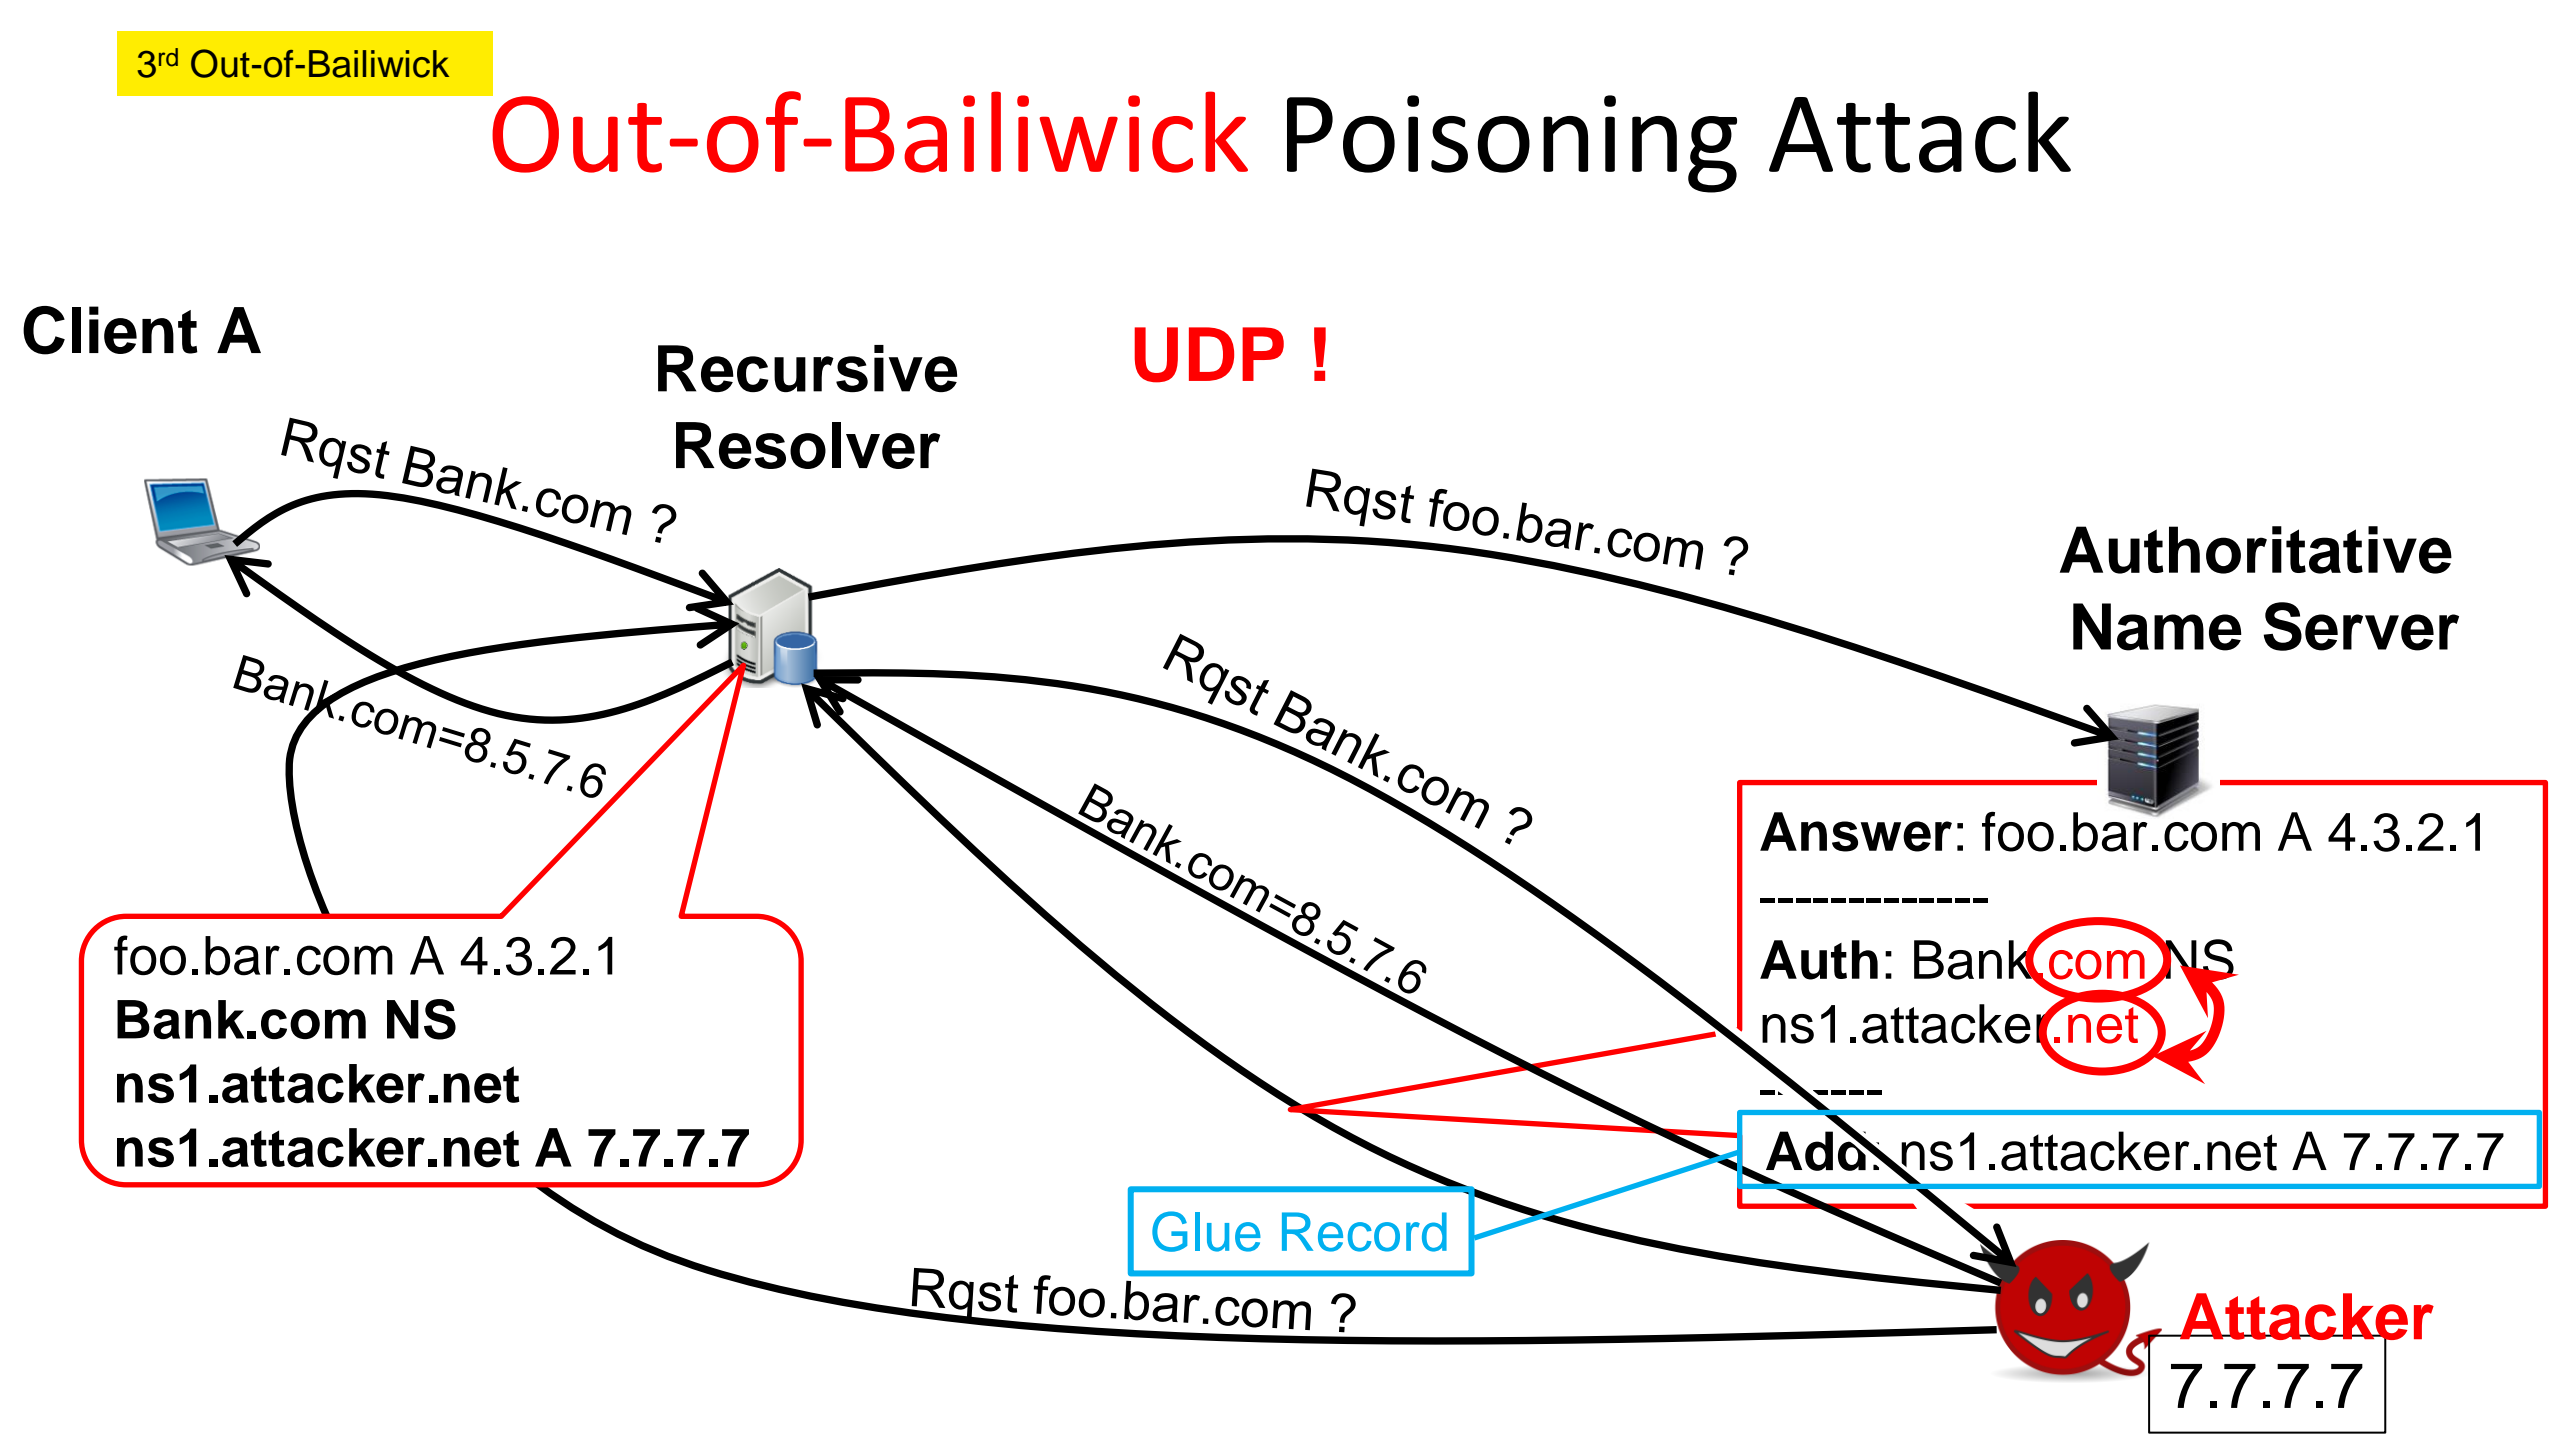 3rd Out-of-Bailiwick
Out-of-Bailiwick Poisoning Attack
Client A
Recursive
Resolver
UDP !
Rqst Bank.com ?
Rqst foo.bar.com ?
Authoritative
Name Server
Bank.com=8.5.7.6
Rqst Bank.com ?
Bank.com=8.5.7.6
Answer: foo.bar.com A 4.3.2.1
-------------
Auth: Bank.com NS
ns1.attacker.net
-------
Add: ns1.attacker.net A 7.7.7.7
foo.bar.com A 4.3.2.1
Bank.com NS
ns1.attacker.net
ns1.attacker.net A 7.7.7.7
Glue Record
Rqst foo.bar.com ?
Attacker
7.7.7.7